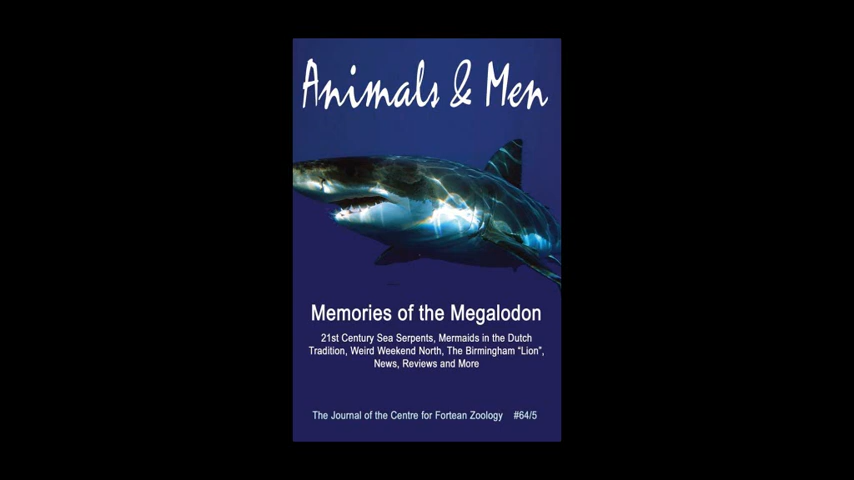 Animals & Men
Memories of the Megalodon
21st Century Sea Serpents, Mermaids in the Dutch
Tradition, Weird Weekend North, The Birmingham "Lion",
News, Reviews and More
The Journal of the Centre for Fortean Zoology #64/5